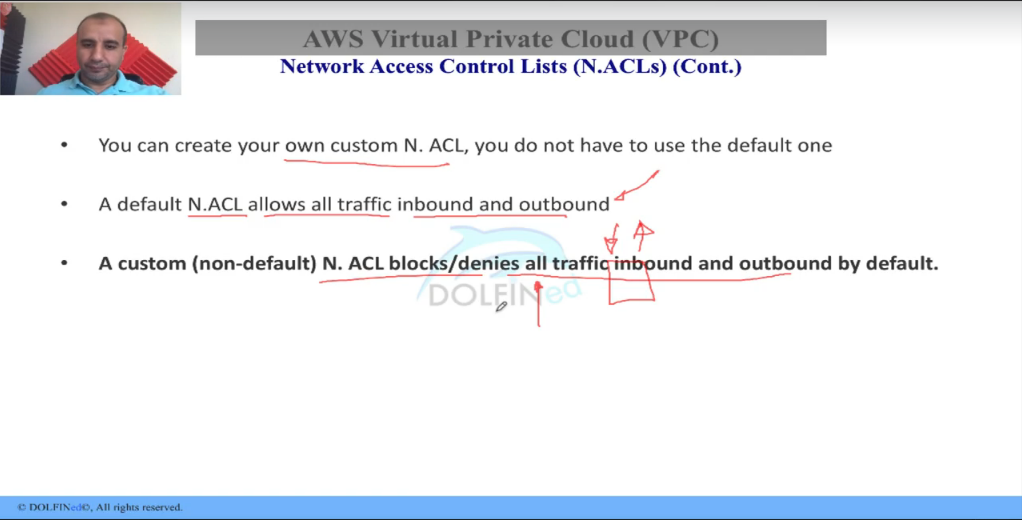 AWS Virtual Private Cloud (VPC)
Network Access Control Lists (N.ACLs) (Cont.)
• You can create your own custom N. ACL, you do not have to use the default one
• A default N.ACL allows all traffic inbound and outbound
• A custom (non-default) N. ACL blocks/denies all traffic inbound and outbound by default.
DOLFINed
© DOLFINed©, All rights reserved.